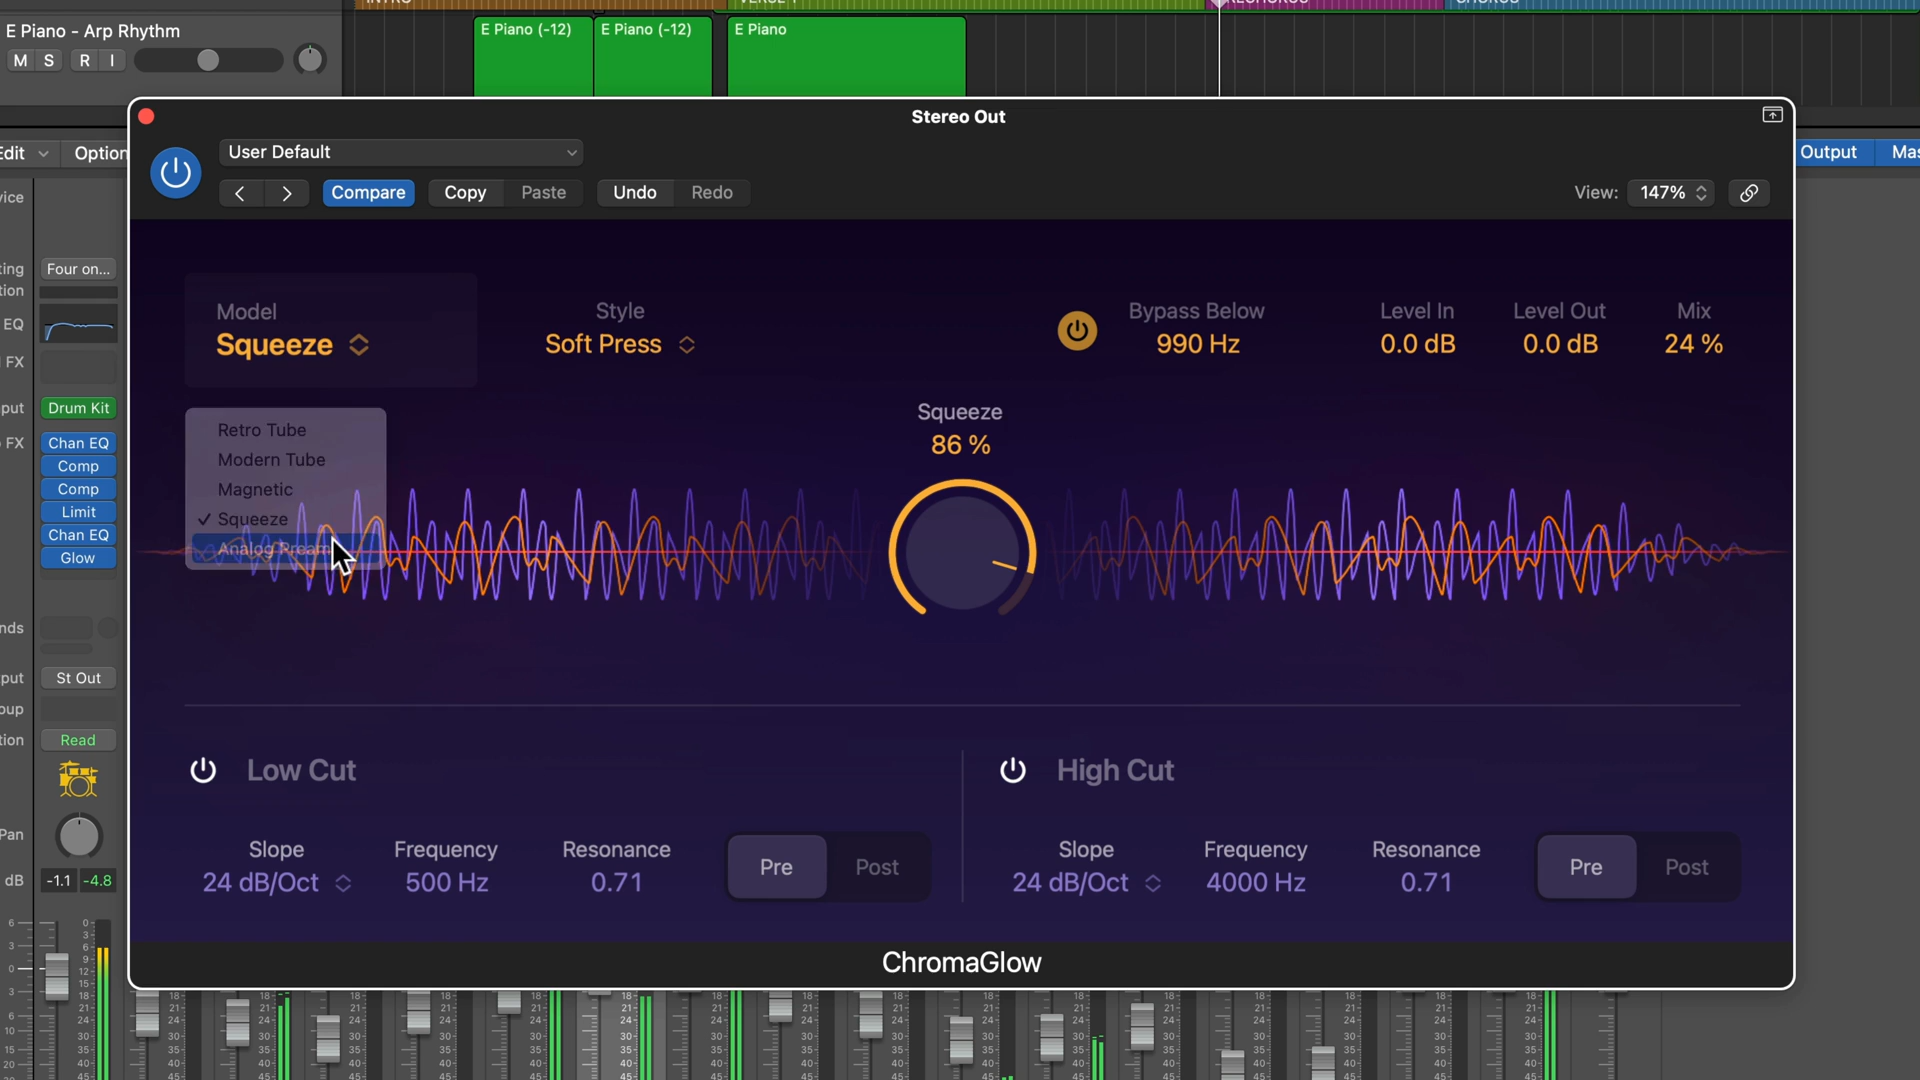 E Piano - Arp Rhythm
M S R I
E Piano (-12)
E Piano (-12)
E Piano
Edit
Option
Output
Stereo Out
User Default
Compare
Copy
Paste
Undo
Redo
View:
147%
Four on...
EQ
FX
Drum Kit
FX
Chan EQ
Comp
Comp
Limit
Chan EQ
Glow
St Out
Read
Pan
dB
-1.1
-4.8
Model
Squeeze
Style
Soft Press
Bypass Below
990 Hz
Level In
0.0 dB
Level Out
0.0 dB
Mix
24 %
Retro Tube
Modern Tube
Magnetic
✓ Squeeze
Analog Pream
Squeeze
86 %
Low Cut
Slope
24 dB/Oct
Frequency
500 Hz
Resonance
0.71
Pre
Post
High Cut
Slope
24 dB/Oct
Frequency
4000 Hz
Resonance
0.71
Pre
Post
ChromaGlow